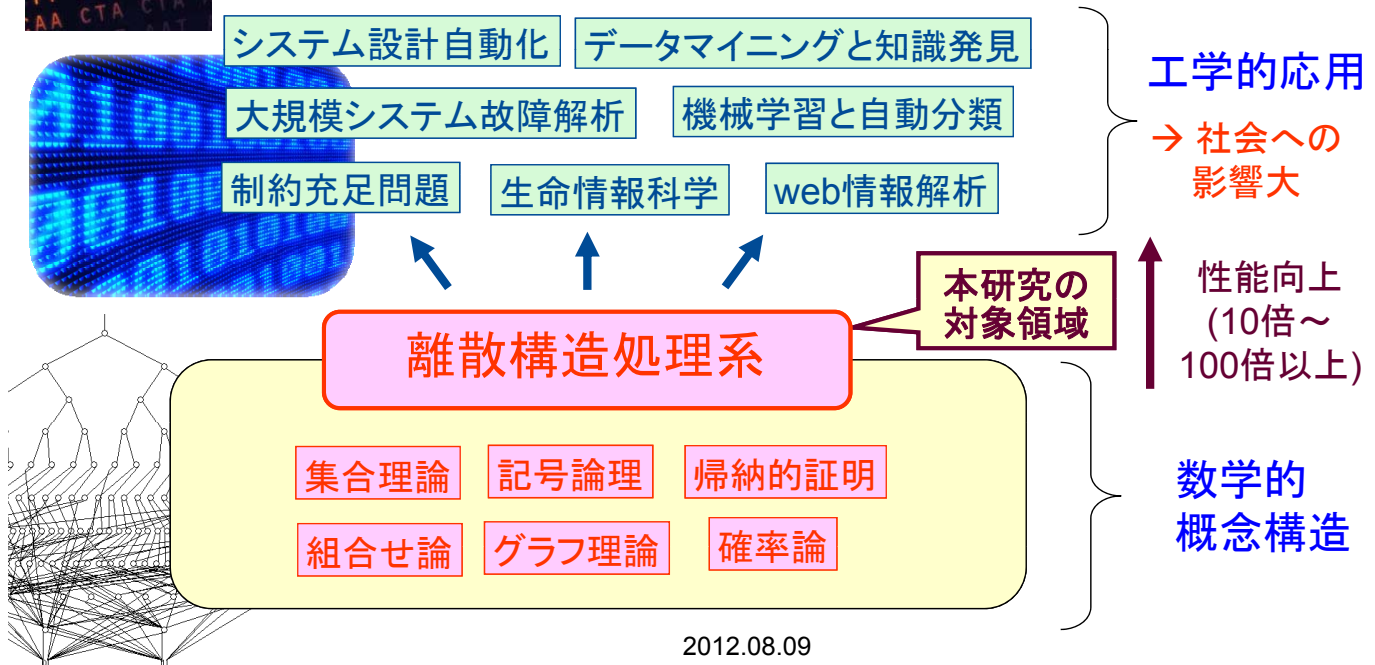 AA CTA
システム設計自動化
データマイニングと知識発見
大規模システム故障解析
機械学習と自動分類
制約充足問題
生命情報科学
web情報解析
工学的応用
→ 社会への
影響大
本研究の
対象領域
性能向上
(10倍～
100倍以上)
離散構造処理系
集合理論
記号論理
帰納的証明
組合せ論
グラフ理論
確率論
数学的
概念構造
2012.08.09